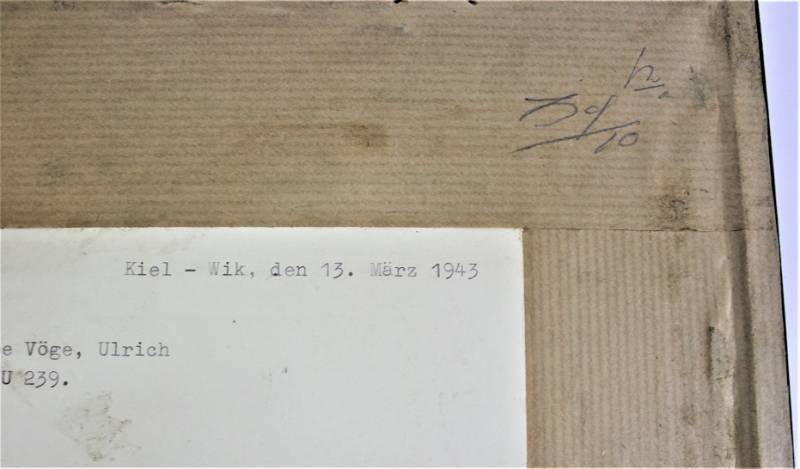 Kiel - Wik, den 13. März 1943
e Vöge, Ulrich
U 239.